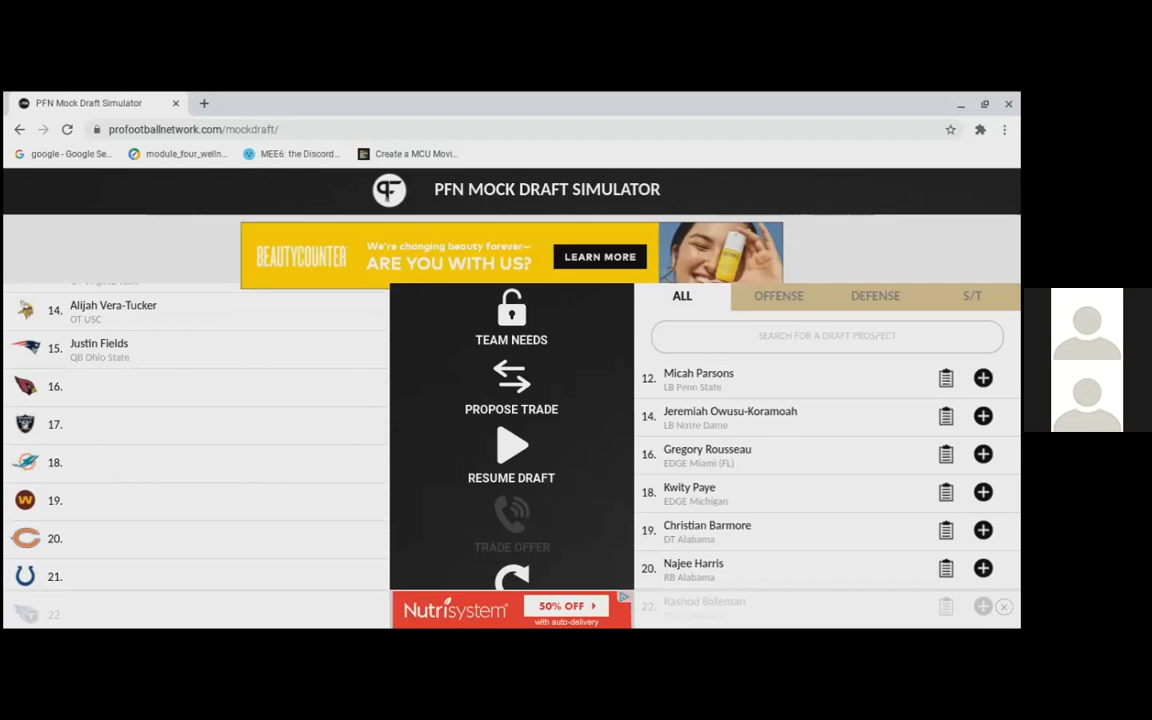 PFN Mock Draft Simulator
profootballnetwork.com/mockdraft/
google - Google Se...
module_four_welln...
MEE6: the Discord...
Create a MCU Movi...
PFN MOCK DRAFT SIMULATOR
BEAUTYCOUNTER
We're changing beauty forever—
ARE YOU WITH US?
LEARN MORE
14. Alijah Vera-Tucker
OT USC
15. Justin Fields
QB Ohio State
16.
17.
18.
19.
20.
21.
22.
TEAM NEEDS
PROPOSE TRADE
RESUME DRAFT
TRADE OFFER
Nutrisystem
50% OFF
with auto-delivery
ALL OFFENSE DEFENSE S/T
SEARCH FOR A DRAFT PROSPECT
12. Micah Parsons
LB Penn State
14. Jeremiah Owusu-Koramoah
LB Notre Dame
16. Gregory Rousseau
EDGE Miami (FL)
18. Kwity Paye
EDGE Michigan
19. Christian Barmore
DT Alabama
20. Najee Harris
RB Alabama
22. Rashod Bateman